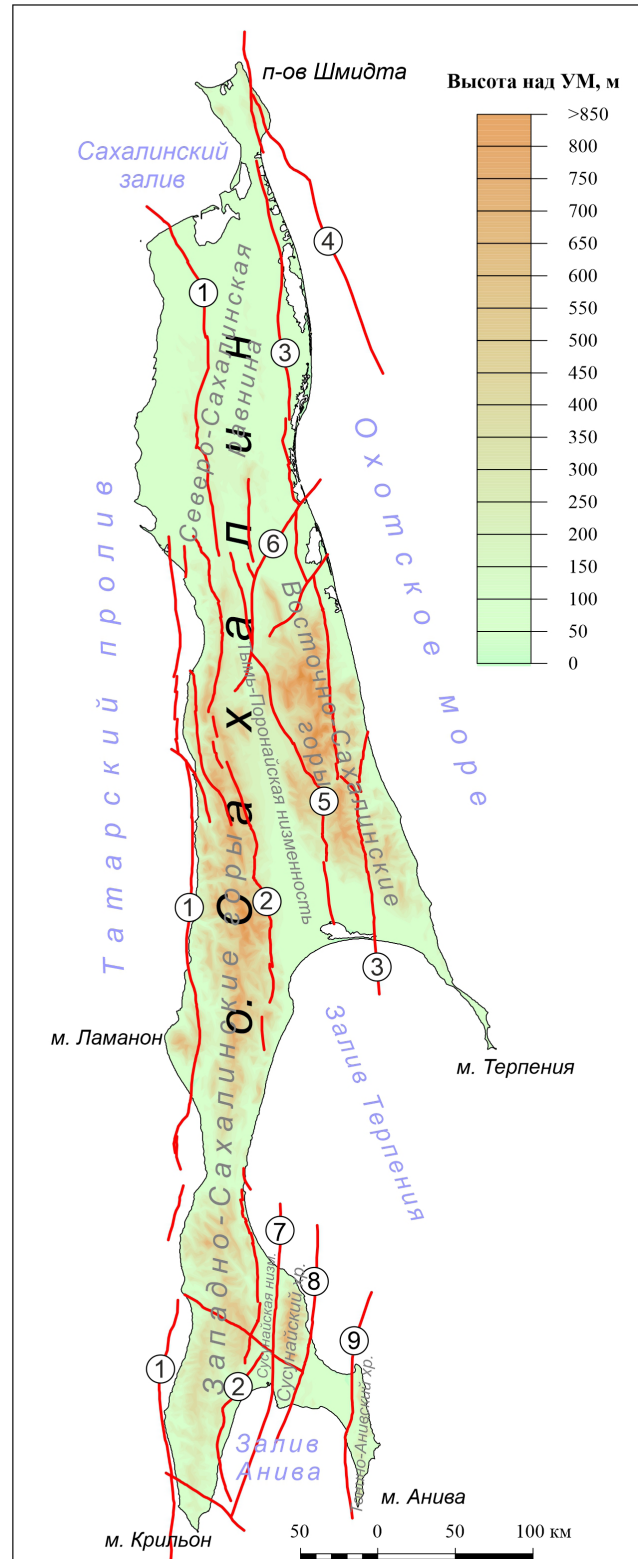 п-ов Шмидта
Высота над УМ, м
>850
800
750
700
650
600
550
500
450
400
350
300
250
200
150
100
50
0
Сахалинский
залив
4
1
3
Северо-Сахалинская
равнина
Охотское море
Татарский пролив
6
о. Сахалин
Восточно-Сахалинские
горы
Тымь-Поронайская низменность
5
1
2
3
Западно-Сахалинские горы
м. Ламанон
Залив Терпения
м. Терпения
7
8
Сусунайская низм.
Сусунайский хр.
9
1
2
Тонино-Анивский хр.
Залив
Анива
м. Анива
м. Крильон
50 0 50 100 км